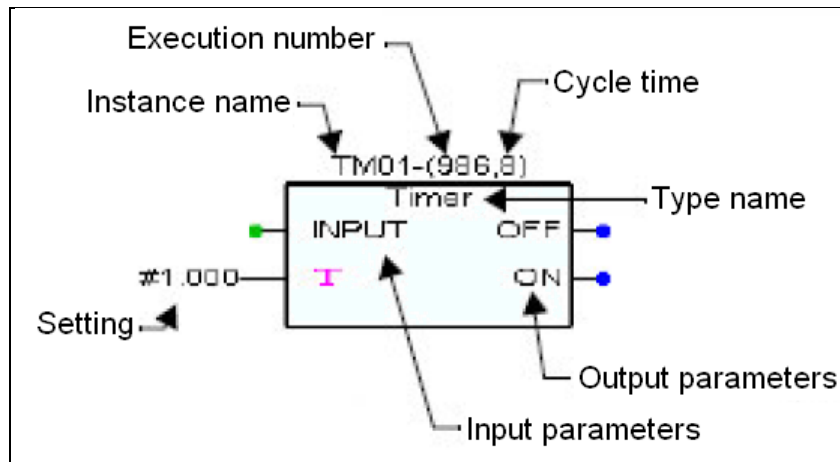 Execution number
Cycle time
Instance name
TM01-(986,8)
Timer
Type name
INPUT OFF
#1.000 T ON
Setting
Output parameters
Input parameters